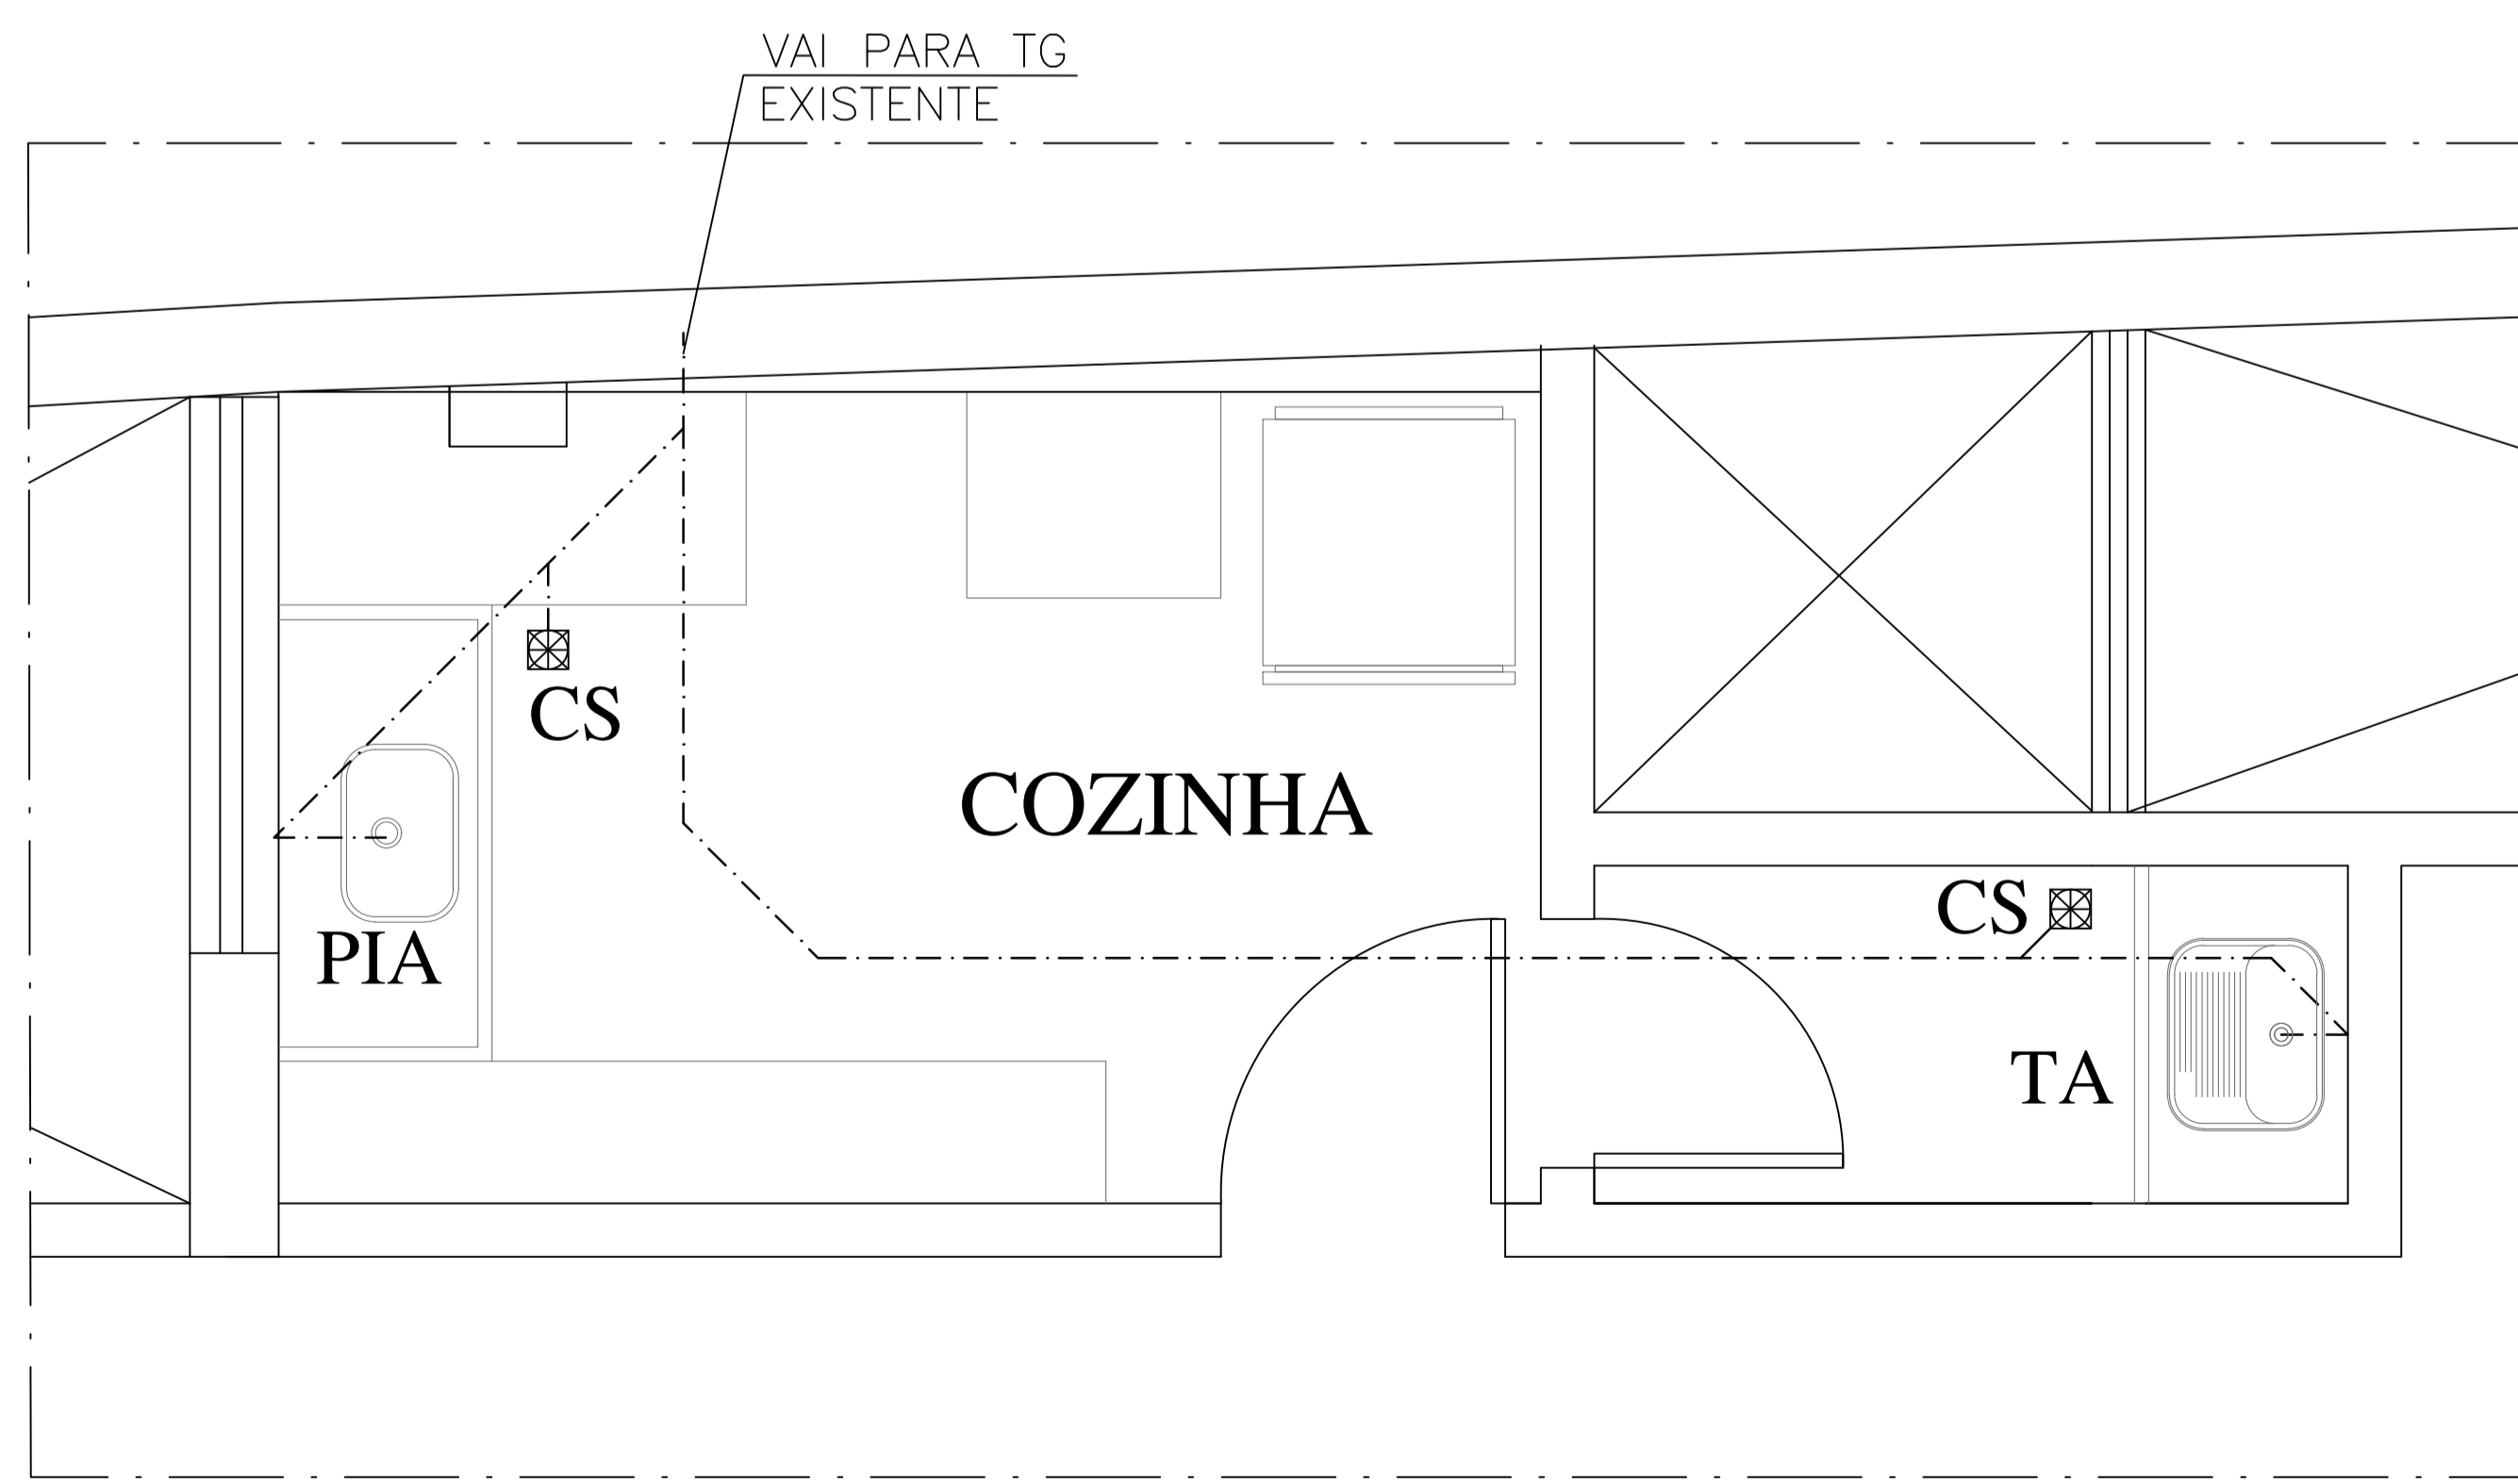 VAI PARA TG
EXISTENTE
CS
COZINHA
PIA
CS
TA